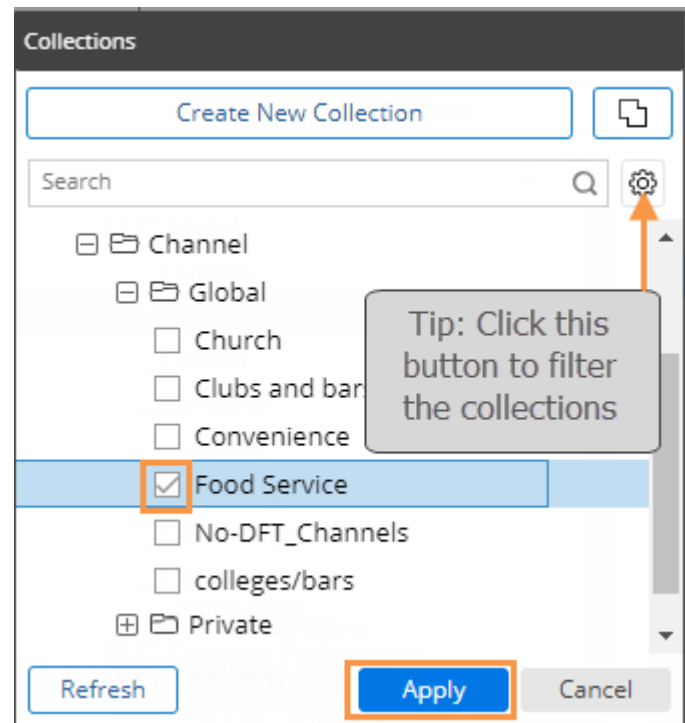 Collections
Create New Collection
Search
Channel
Global
Church
Clubs and bar
Convenience
Food Service
No-DFT_Channels
colleges/bars
Private
Tip: Click this
button to filter
the collections
Refresh
Apply
Cancel